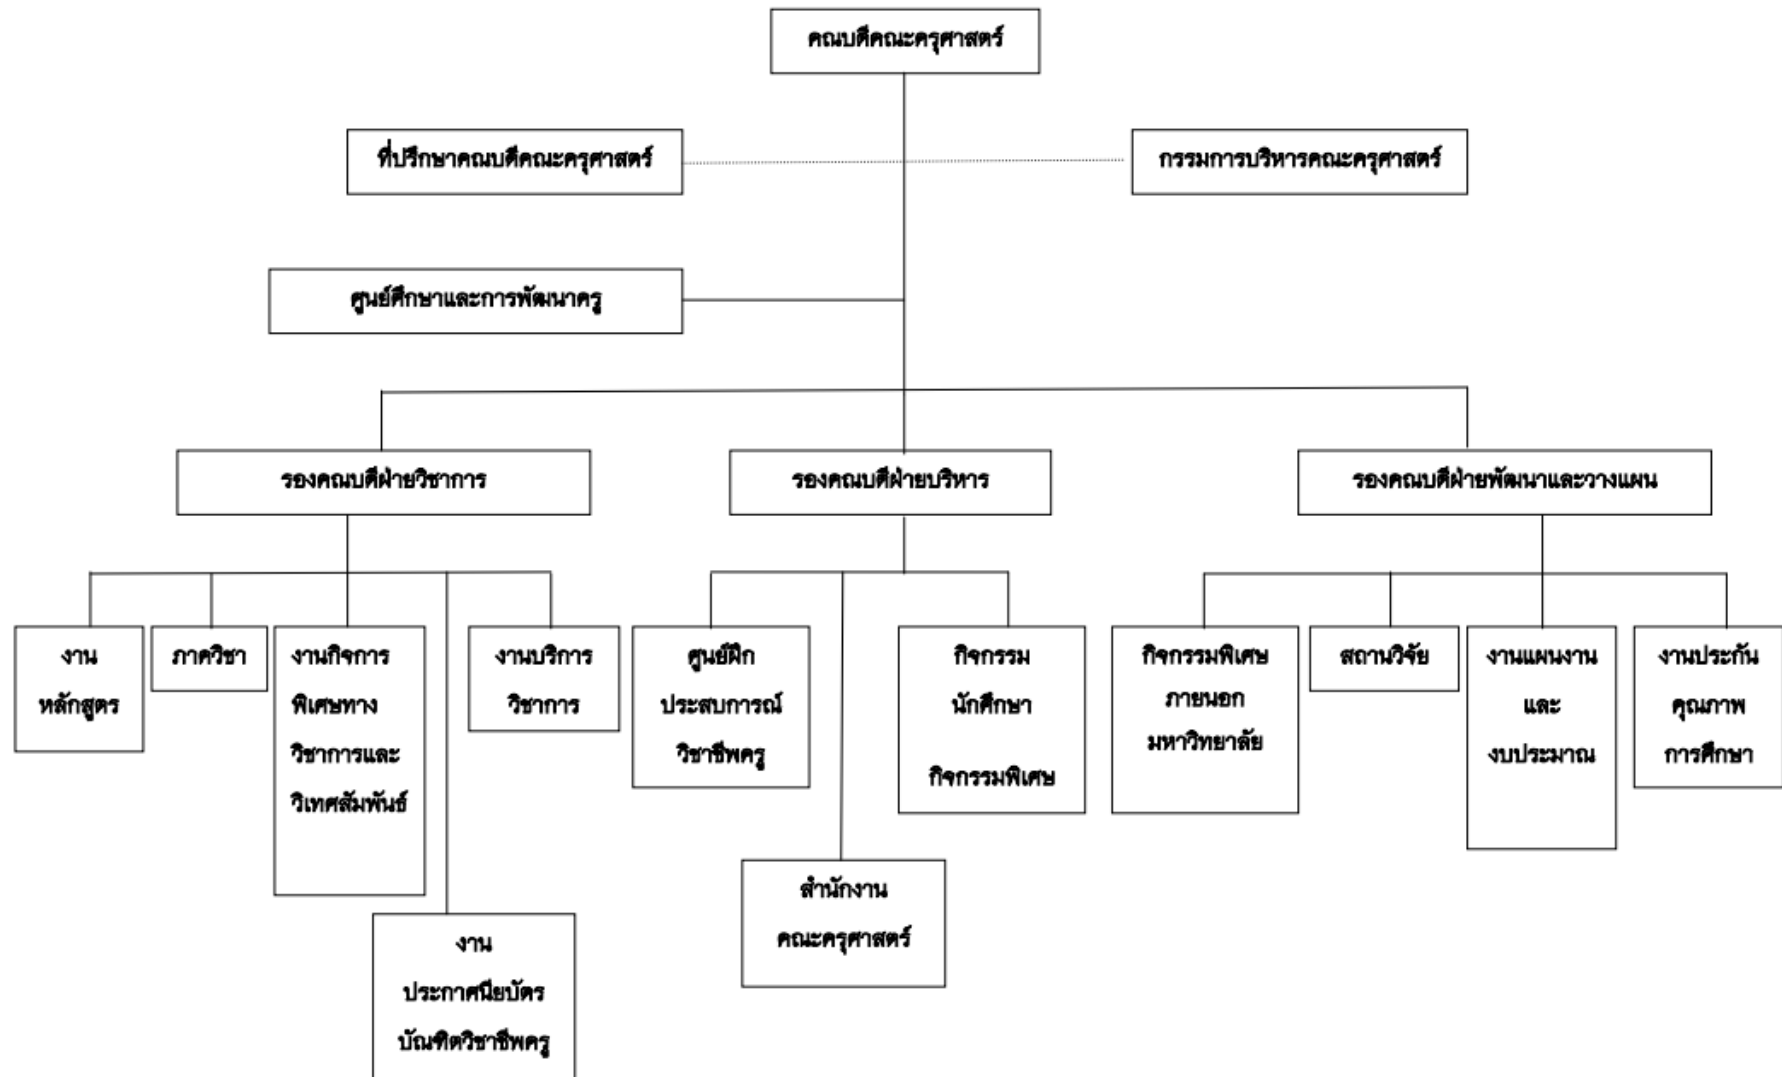 คณบดีคณะครุศาสตร์
ที่ปรึกษาคณบดีคณะครุศาสตร์
กรรมการบริหารคณะครุศาสตร์
ศูนย์ศึกษาและการพัฒนาครู
รองคณบดีฝ่ายวิชาการ
รองคณบดีฝ่ายบริหาร
รองคณบดีฝ่ายพัฒนาและวางแผน
งาน
หลักสูตร
ภาควิชา
งานกิจการ
พิเศษทาง
วิชาการและ
วิเทศสัมพันธ์
งานบริการ
วิชาการ
ศูนย์ฝึก
ประสบการณ์
วิชาชีพครู
กิจกรรม
นักศึกษา
กิจกรรมพิเศษ
กิจกรรมพิเศษ
ภายนอก
มหาวิทยาลัย
สถานวิจัย
งานแผนงาน
และ
งบประมาณ
งานประกัน
คุณภาพ
การศึกษา
งาน
ประกาศนียบัตร
บัณฑิตวิชาชีพครู
สำนักงาน
คณะครุศาสตร์